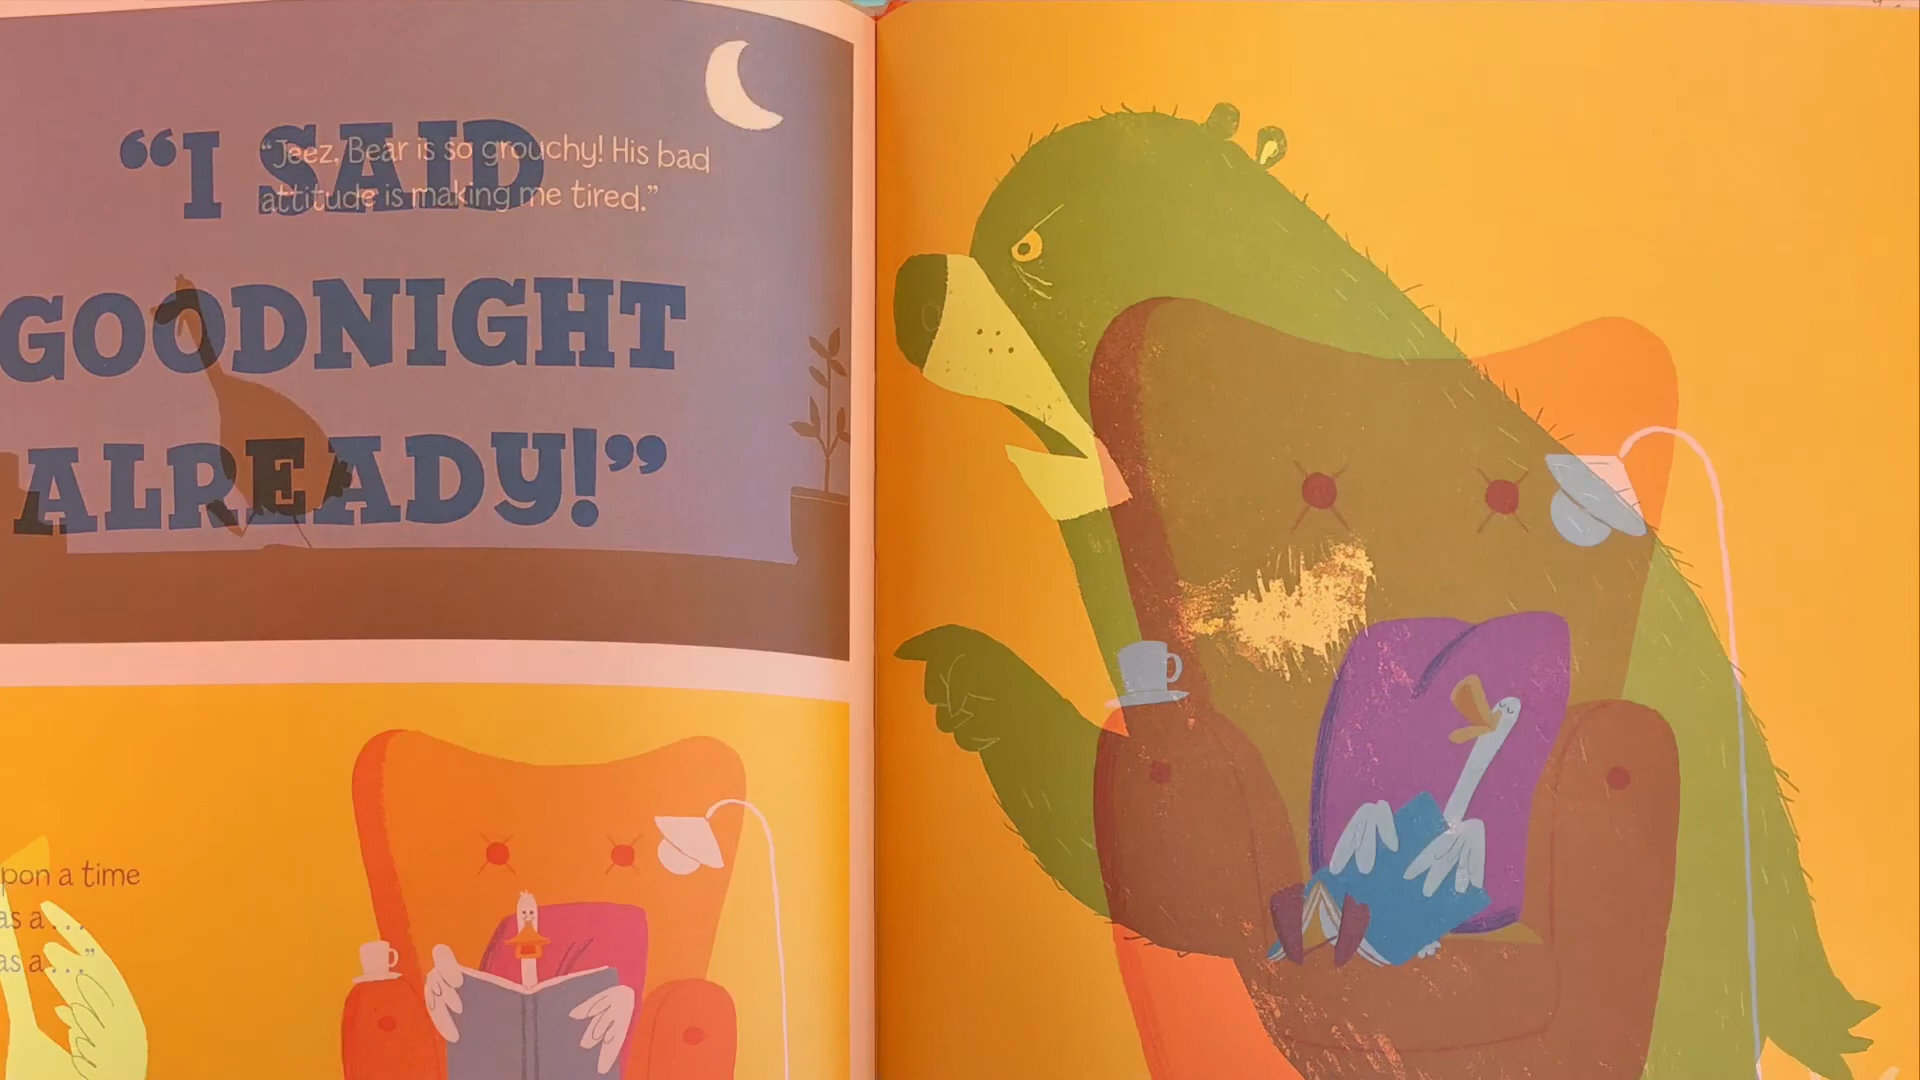 “I SAID
GOODNIGHT
ALREADY!”
“Jeez. Bear is so grouchy! His bad
attitude is making me tired.”
pon a time
as a . . .
as a . . .”